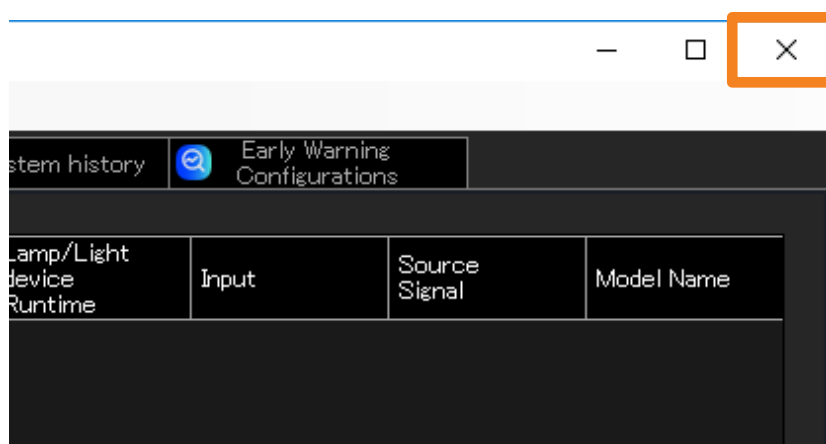 stem history
Early Warning
Configurations
Lamp/Light
device
Runtime
Input
Source
Signal
Model Name